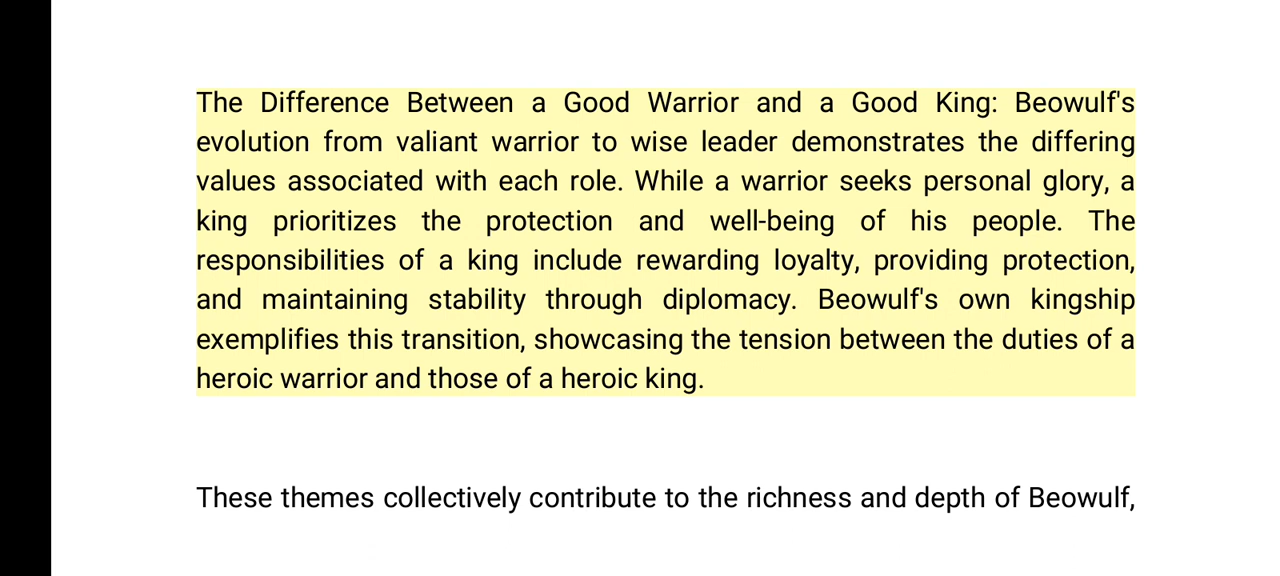 The Difference Between a Good Warrior and a Good King: Beowulf's
evolution from valiant warrior to wise leader demonstrates the differing
values associated with each role. While a warrior seeks personal glory, a
king prioritizes the protection and well-being of his people. The
responsibilities of a king include rewarding loyalty, providing protection,
and maintaining stability through diplomacy. Beowulf's own kingship
exemplifies this transition, showcasing the tension between the duties of a
heroic warrior and those of a heroic king.
These themes collectively contribute to the richness and depth of Beowulf,